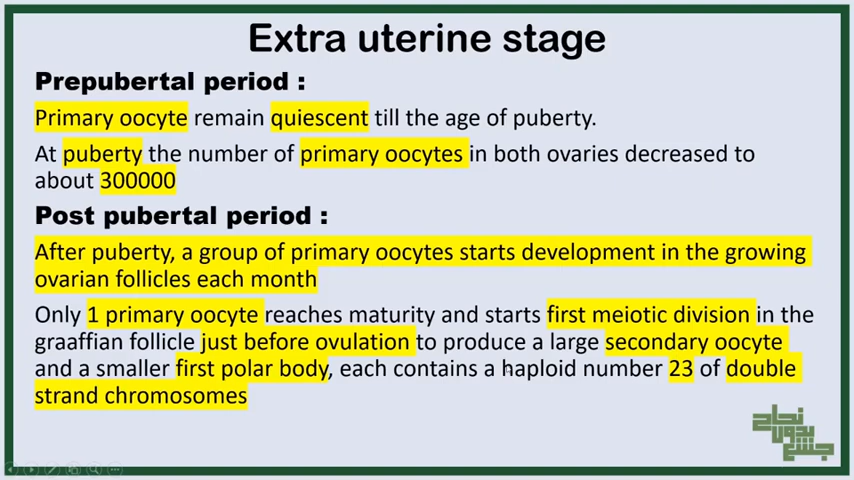 Extra uterine stage
Prepubertal period :
Primary oocyte remain quiescent till the age of puberty.
At puberty the number of primary oocytes in both ovaries decreased to
about 300000
Post pubertal period :
After puberty, a group of primary oocytes starts development in the growing
ovarian follicles each month
Only 1 primary oocyte reaches maturity and starts first meiotic division in the
graaffian follicle just before ovulation to produce a large secondary oocyte
and a smaller first polar body, each contains a haploid number 23 of double
strand chromosomes
نجاح
بدون
جشع